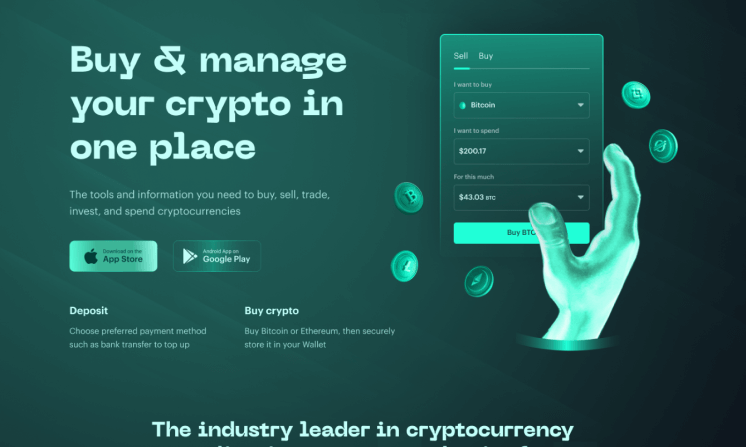 Buy & manage
your crypto in
one place
The tools and information you need to buy, sell, trade,
invest, and spend cryptocurrencies
Download on the
App Store
Android App on
Google Play
Deposit
Choose preferred payment method
such as bank transfer to top up
Buy crypto
Buy Bitcoin or Ethereum, then securely
store it in your Wallet
Sell Buy
I want to buy
Bitcoin
I want to spend
$200.17
For this much
$43.03 BTC
Buy BTC
The industry leader in cryptocurrency